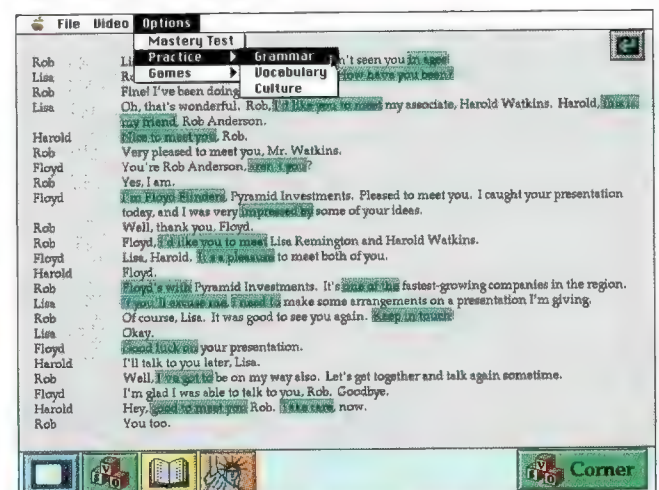 File Video Options
Mastery Test
Practice Grammar
Games Vocabulary
Culture
Rob Li n't seen you in ages!
Lisa Ro How have you been?
Rob Fine! I've been doing
Lisa Oh, that's wonderful. Rob, I'd like you to meet my associate, Harold Watkins. Harold, this is
my friend, Rob Anderson.
Harold Nice to meet you, Rob.
Rob Very pleased to meet you, Mr. Watkins.
Floyd You're Rob Anderson, aren't you?
Rob Yes, I am.
Floyd I'm Floyd Flinders, Pyramid Investments. Pleased to meet you. I caught your presentation
today, and I was very impressed by some of your ideas.
Rob Well, thank you, Floyd.
Rob Floyd, I'd like you to meet Lisa Remington and Harold Watkins.
Floyd Lisa, Harold. It's a pleasure to meet both of you.
Harold Floyd.
Rob Floyd's with Pyramid Investments. It's one of the fastest-growing companies in the region.
Lisa If you'll excuse me, I need to make some arrangements on a presentation I'm giving.
Rob Of course, Lisa. It was good to see you again. Keep in touch!
Lisa Okay.
Floyd Good luck on your presentation.
Harold I'll talk to you later, Lisa.
Rob Well, I've got to be on my way also. Let's get together and talk again sometime.
Floyd I'm glad I was able to talk to you, Rob. Goodbye.
Harold Hey, good to meet you Rob. Take care, now.
Rob You too.
S V O
S V O Corner